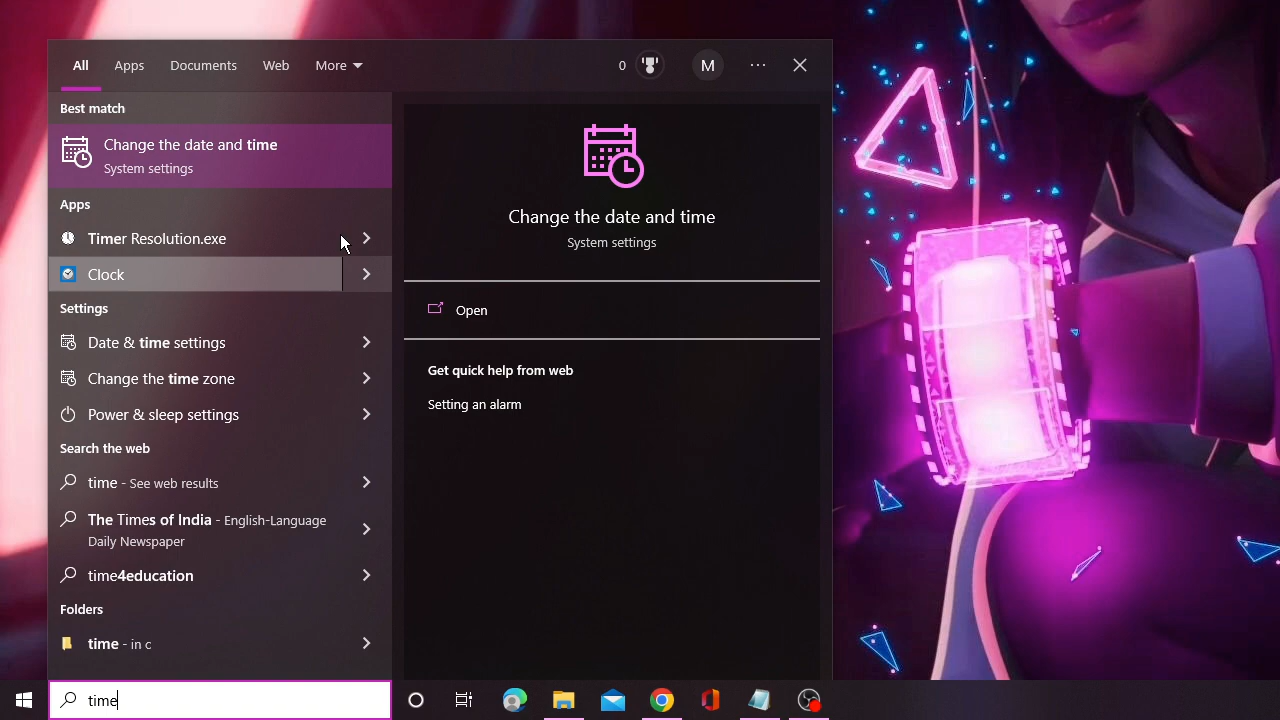 All Apps Documents Web More 0 M ···
Best match
Change the date and time
System settings
Apps
Timer Resolution.exe
Clock
Settings
Date & time settings
Change the time zone
Power & sleep settings
Search the web
time - See web results
The Times of India - English-Language
Daily Newspaper
time4education
Folders
time - in c
Change the date and time
System settings
Open
Get quick help from web
Setting an alarm
time